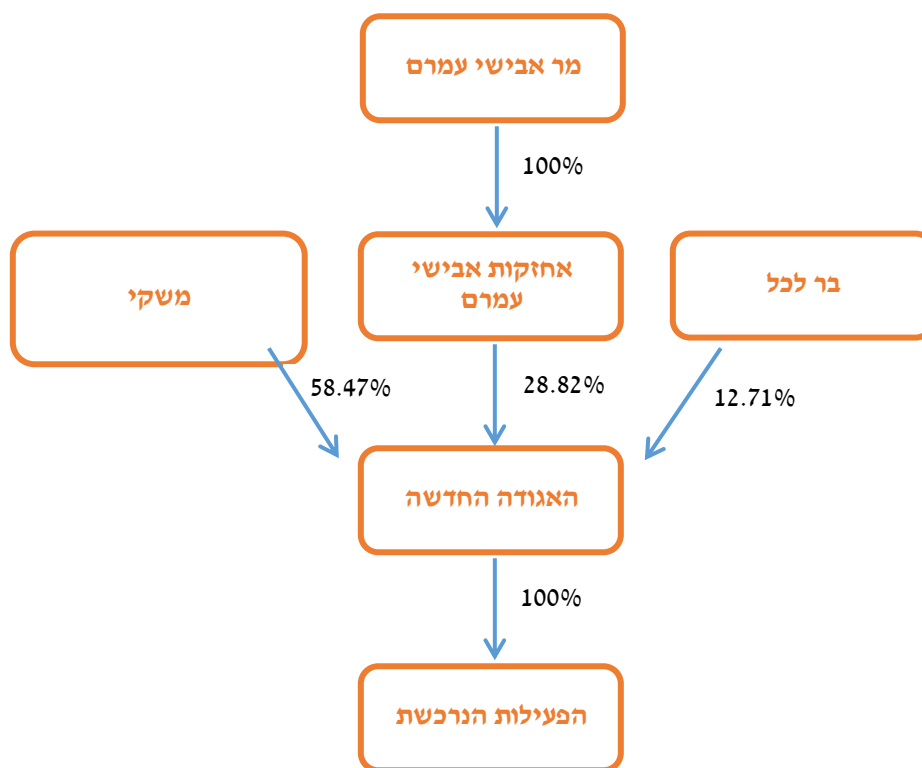 מר אבישי עמרם
100%
משקי
אחזקות אבישי
עמרם
בר לכל
58.47%
28.82%
12.71%
האגודה החדשה
100%
הפעילות הנרכשת